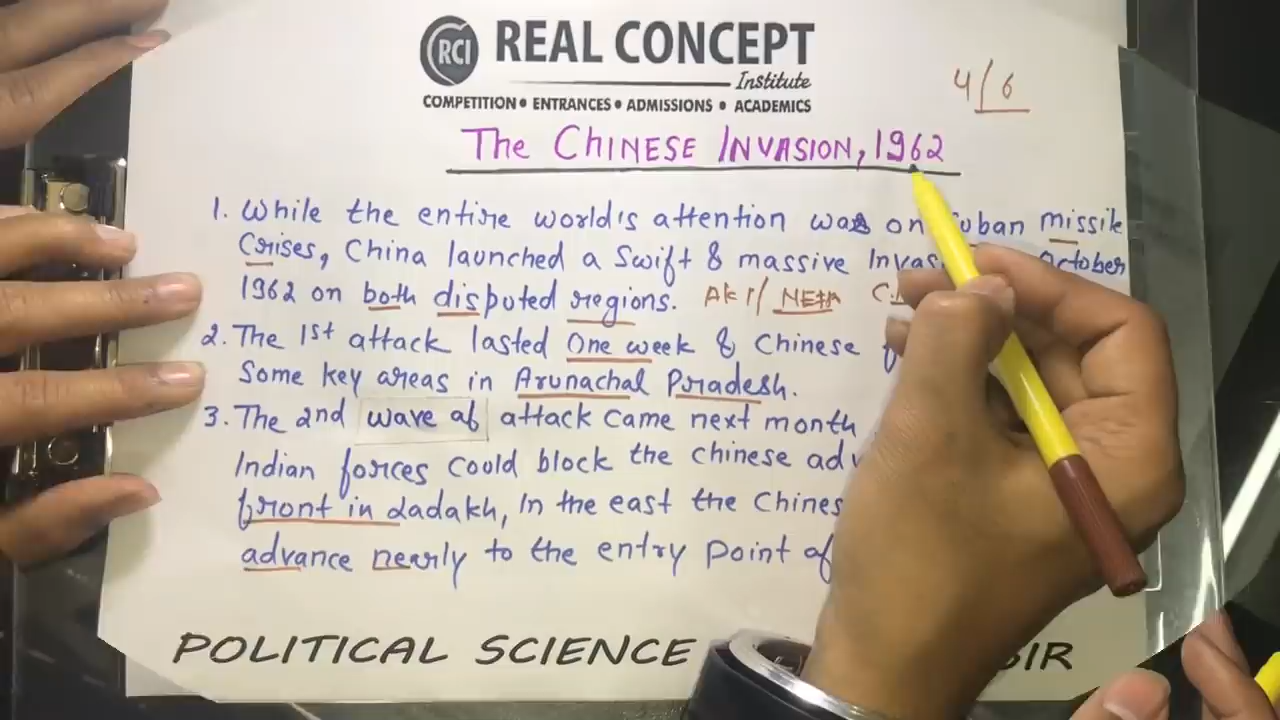 RCI REAL CONCEPT
Institute
COMPETITION • ENTRANCES • ADMISSIONS • ACADEMICS
4/6
The CHINESE INVASION, 1962
1. While the entire world's attention was on missile
Crises, China launched a Swift & massive October
1962 on both disputed regions.
2. The 1st attack lasted One week & Chinese
Some key areas in Arunachal Pradesh.
3. The 2nd wave of attack came next month
Indian forces could block the Chinese
front in Ladakh, In the east the
advance nearly to the entry point of
POLITICAL SCIENCE SIR